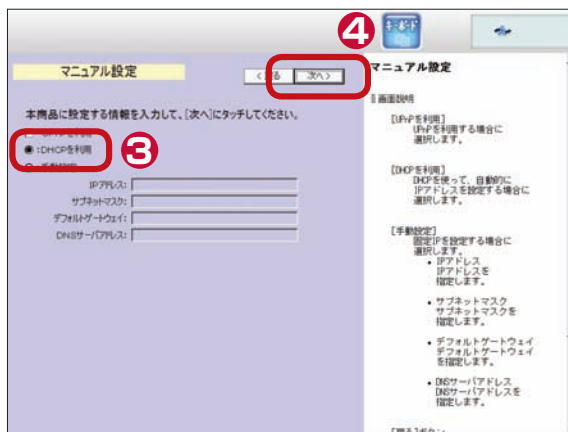 ④
キーボード
マニュアル設定
次へ>
本商品に設定する情報を入力して、[次へ]にタッチしてください。
:DHCPを利用
③
IPアドレス:
サブネットマスク:
デフォルトゲートウェイ:
DNSサーバアドレス:
マニュアル設定
画面説明
[UPnPを利用]
UPnPを利用する場合に
選択します。
[DHCPを利用]
DHCPを使って、自動的に
IPアドレスを設定する場合に
選択します。
[手動設定]
固定IPを設定する場合に
選択します。
• IPアドレス
IPアドレスを
指定します。
• サブネットマスク
サブネットマスクを
指定します。
• デフォルトゲートウェイ
デフォルトゲートウェイ
を指定します。
• DNSサーバアドレス
DNSサーバアドレスを
指定します。